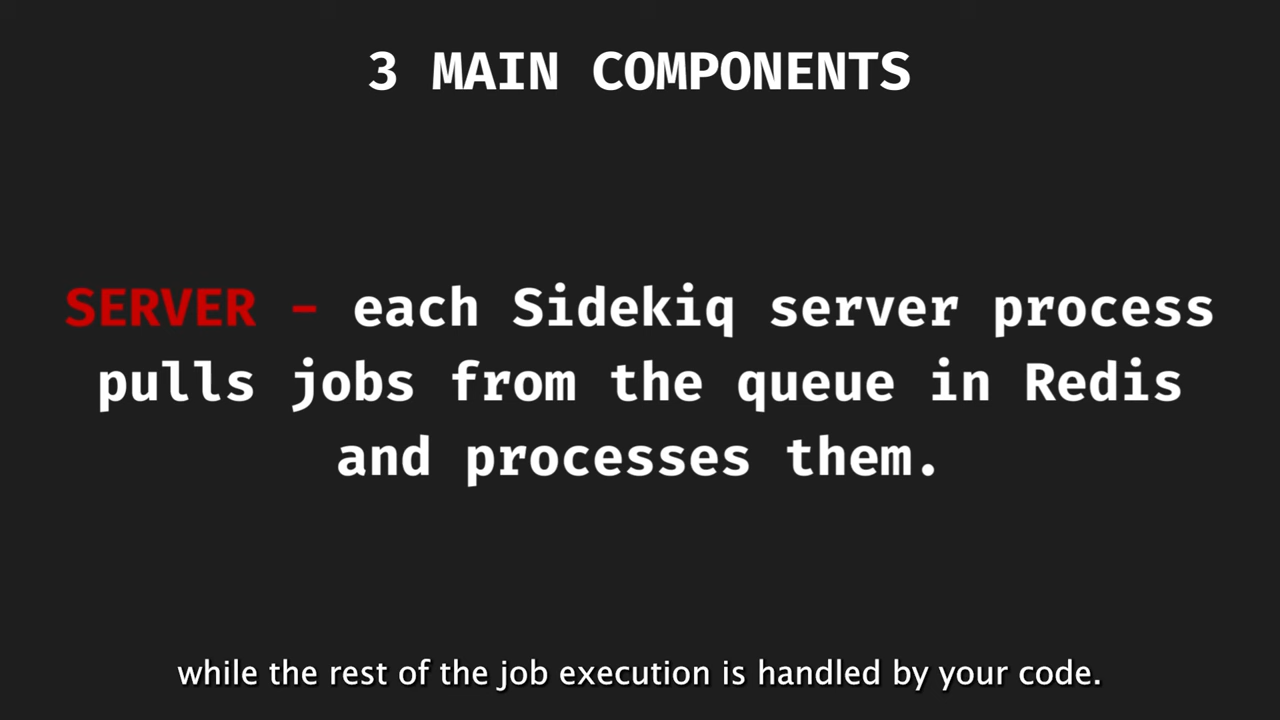 3 MAIN COMPONENTS
SERVER – each Sidekiq server process
pulls jobs from the queue in Redis
and processes them.
while the rest of the job execution is handled by your code.